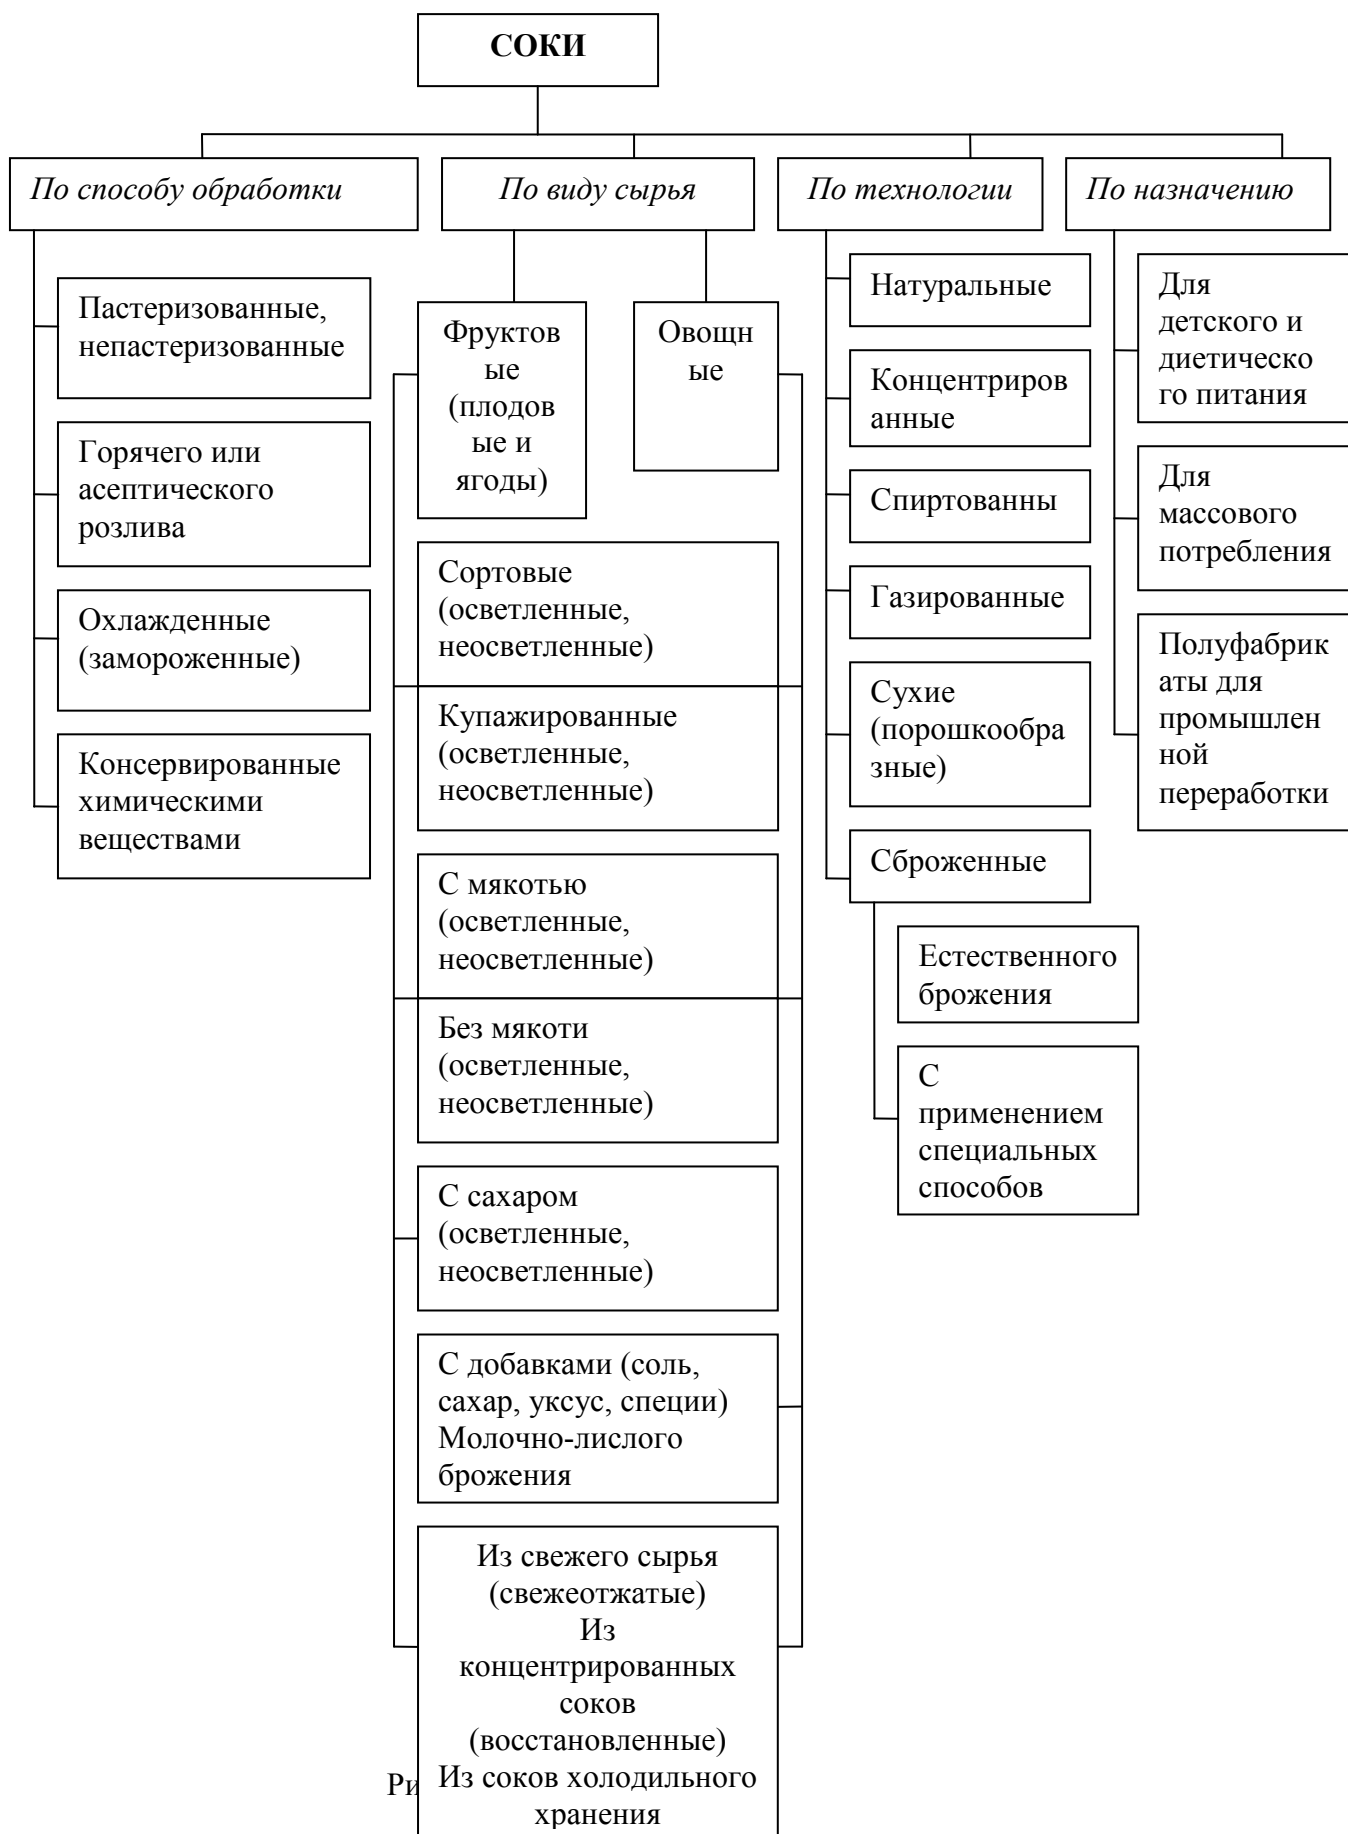 СОКИ
По способу обработки
По виду сырья
По технологии
По назначению
Пастеризованные,
непастеризованные
Горячего или
асептического
розлива
Охлажденные
(замороженные)
Консервированные
химическими
веществами
Фруктов
ые
(плодов
ые и
ягоды)
Овощн
ые
Сортовые
(осветленные,
неосветленные)
Купажированные
(осветленные,
неосветленные)
С мякотью
(осветленные,
неосветленные)
Без мякоти
(осветленные,
неосветленные)
С сахаром
(осветленные,
неосветленные)
С добавками (соль,
сахар, уксус, специи)
Молочно-лислого
брожения
Из свежего сырья
(свежеотжатые)
Из
концентрированных
соков
(восстановленные)
Из соков холодильного
хранения
Натуральные
Концентриров
анные
Спиртованны
Газированные
Сухие
(порошкообра
зные)
Сброженные
Естественного
брожения
С
применением
специальных
способов
Для
детского и
диетическо
го питания
Для
массового
потребления
Полуфабрик
аты для
промышлен
ной
переработки
Ри